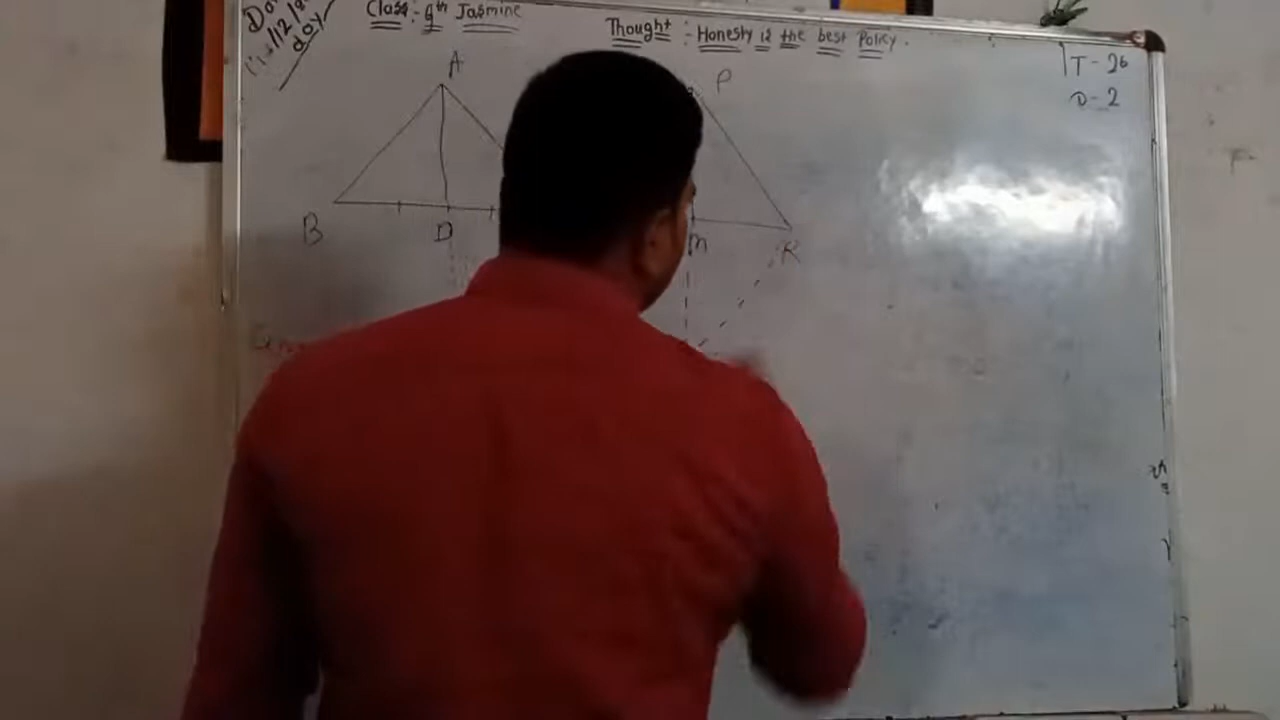 Class:- 9th Jasmine
Thought : Honesty is the best Policy.
T - 26
D - 2
A
P
B
D
M
R